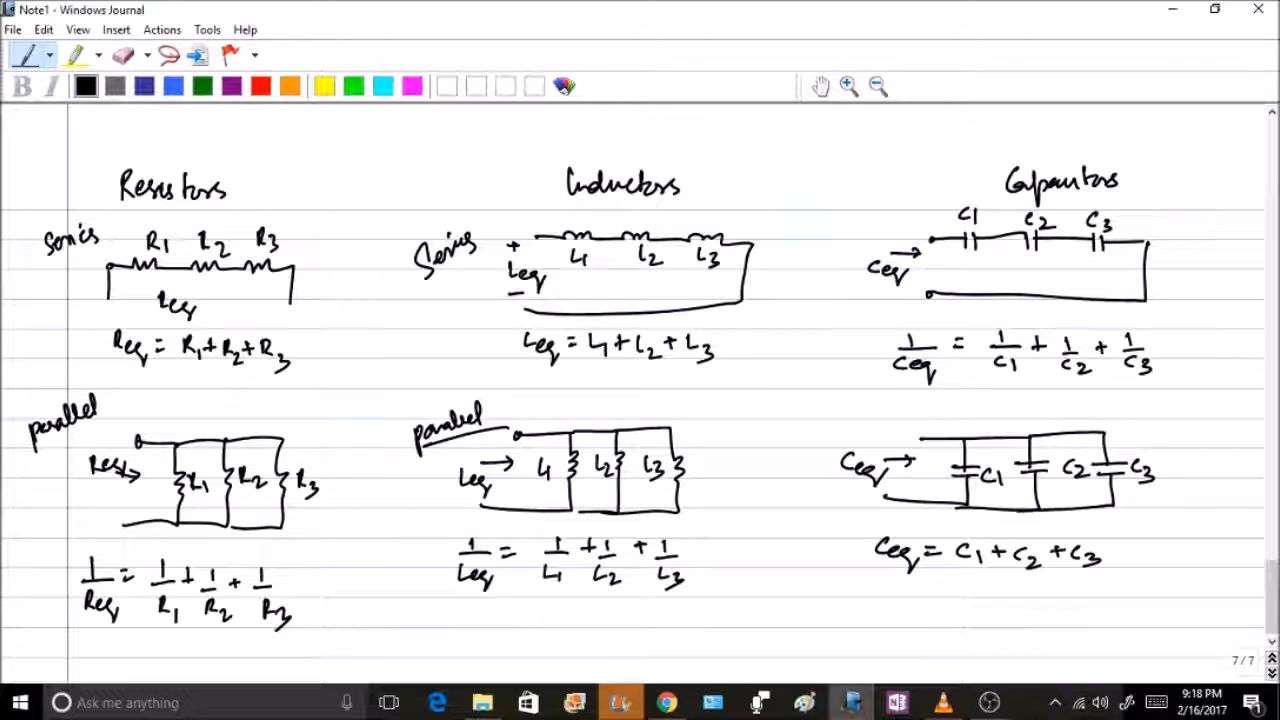 Note1 - Windows Journal
File Edit View Insert Actions Tools Help
B I
Resistors
Series
R1 R2 R3
Req
Req = R1 + R2 + R3
parallel
Req
R1 R2 R3
1/Req = 1/R1 + 1/R2 + 1/R3
Inductors
Series
+
Leq
-
L1 L2 L3
Leq = L1 + L2 + L3
parallel
Leq
L1 L2 L3
1/Leq = 1/L1 + 1/L2 + 1/L3
Capacitors
C1 C2 C3
Ceq
1/Ceq = 1/C1 + 1/C2 + 1/C3
Ceq
C1 C2 C3
Ceq = C1 + C2 + C3
7 / 7
Ask me anything
9:18 PM
2/16/2017